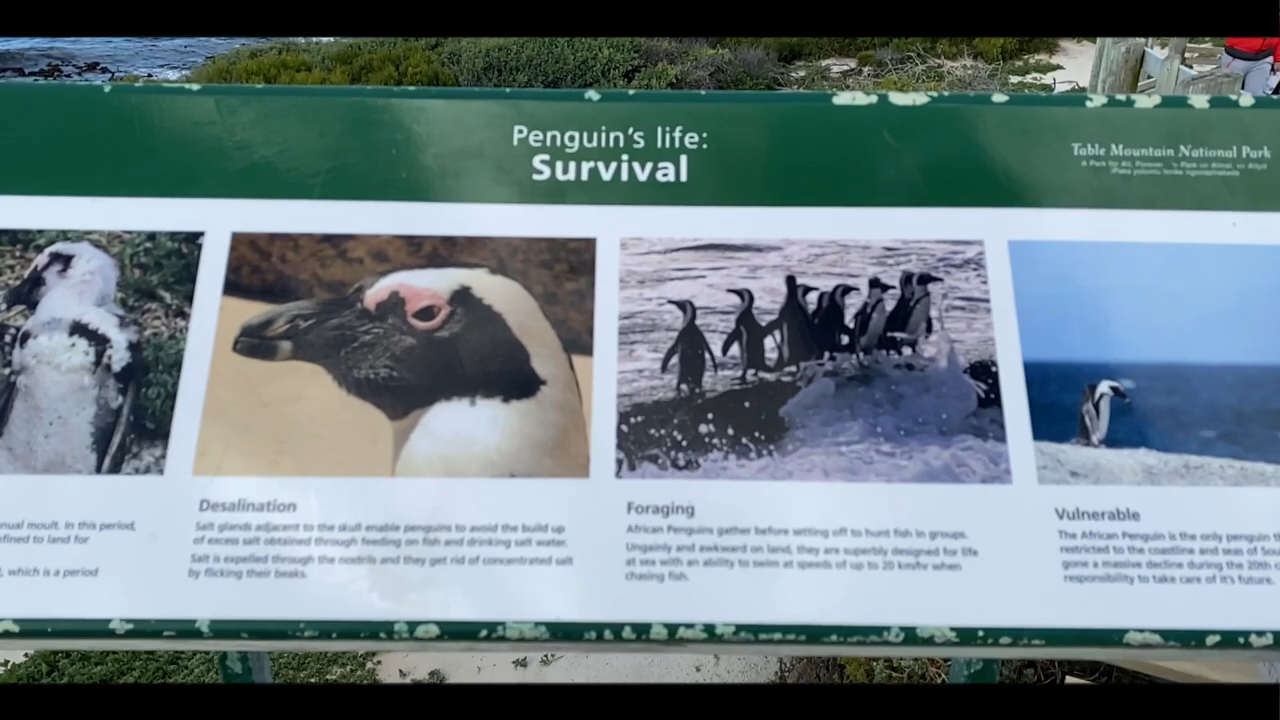 Penguin's life:
Survival
Table Mountain National Park
A Park for All, Forever
nual moult. In this period,
fined to land for
, which is a period
Desalination
Salt glands adjacent to the skull enable penguins to avoid the build up
of excess salt obtained through feeding on fish and drinking salt water.
Salt is expelled through the nostrils and they get rid of concentrated salt
by flicking their beaks.
Foraging
African Penguins gather before setting off to hunt fish in groups.
Ungainly and awkward on land, they are superbly designed for life
at sea with an ability to swim at speeds of up to 20 km/hr when
chasing fish.
Vulnerable
The African Penguin is the only penguin
restricted to the coastline and seas of
gone a massive decline during the 20th
responsibility to take care of it's future.